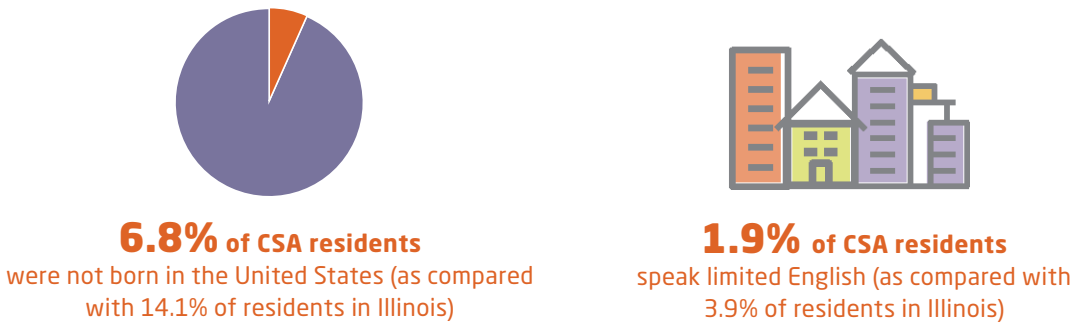 6.8% of CSA residents
were not born in the United States (as compared
with 14.1% of residents in Illinois)
1.9% of CSA residents
speak limited English (as compared with
3.9% of residents in Illinois)